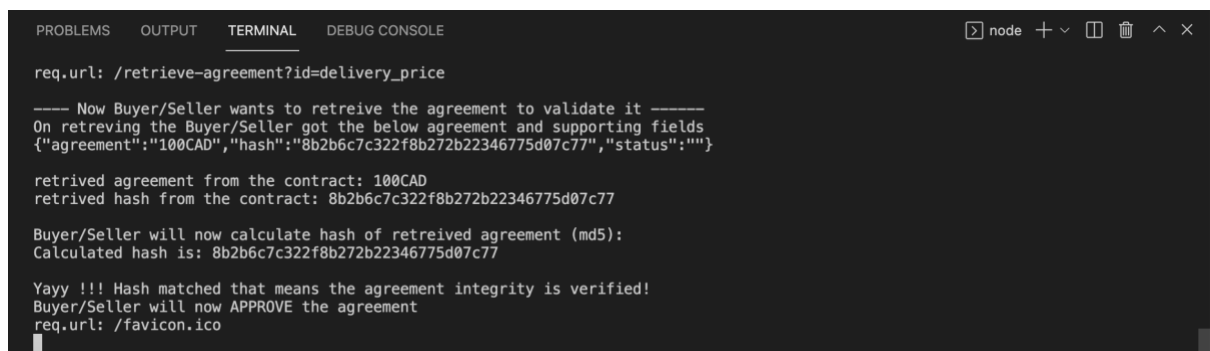 PROBLEMS OUTPUT TERMINAL DEBUG CONSOLE node
req.url: /retrieve-agreement?id=delivery_price
---- Now Buyer/Seller wants to retreive the agreement to validate it ------
On retreving the Buyer/Seller got the below agreement and supporting fields
{"agreement":"100CAD","hash":"8b2b6c7c322f8b272b22346775d07c77","status":""}
retrived agreement from the contract: 100CAD
retrived hash from the contract: 8b2b6c7c322f8b272b22346775d07c77
Buyer/Seller will now calculate hash of retreived agreement (md5):
Calculated hash is: 8b2b6c7c322f8b272b22346775d07c77
Yayy !!! Hash matched that means the agreement integrity is verified!
Buyer/Seller will now APPROVE the agreement
req.url: /favicon.ico